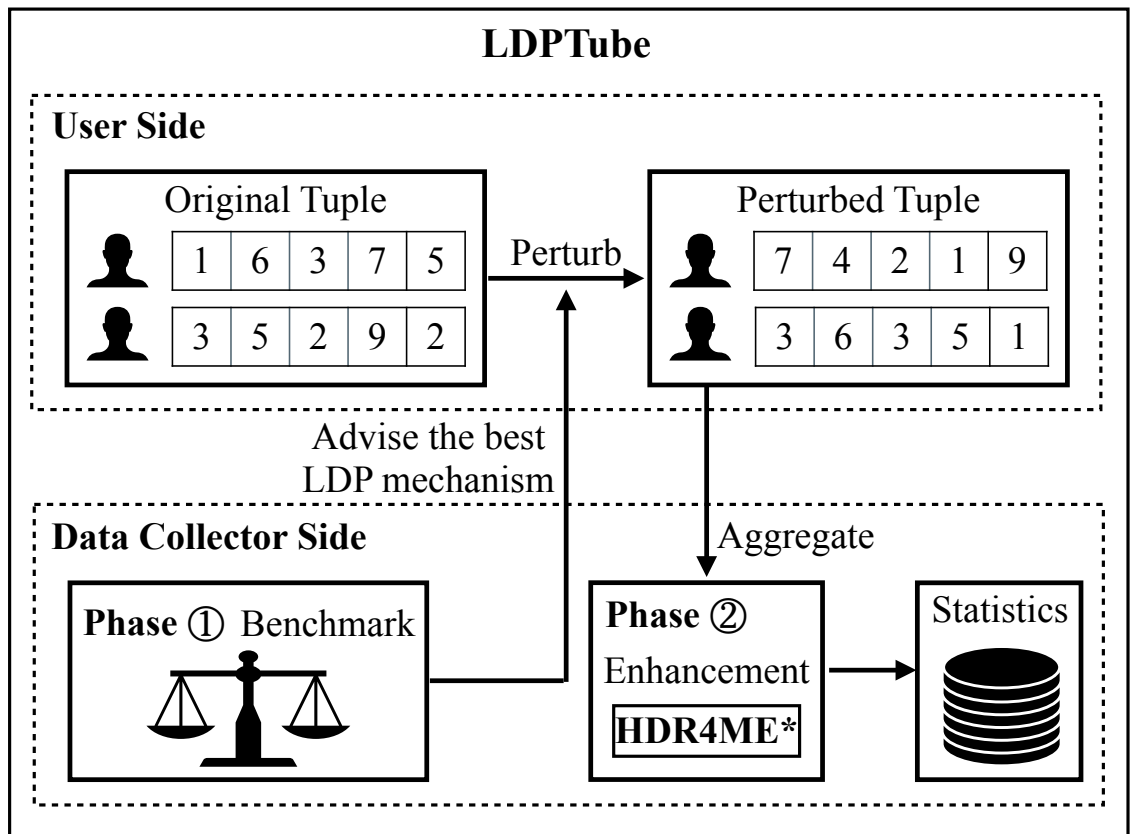 LDPTube
User Side
Original Tuple
1 6 3 7 5
3 5 2 9 2
Perturb
Perturbed Tuple
7 4 2 1 9
3 6 3 5 1
Advise the best
LDP mechanism
Aggregate
Data Collector Side
Phase ① Benchmark
Phase ②
Enhancement
HDR4ME*
Statistics